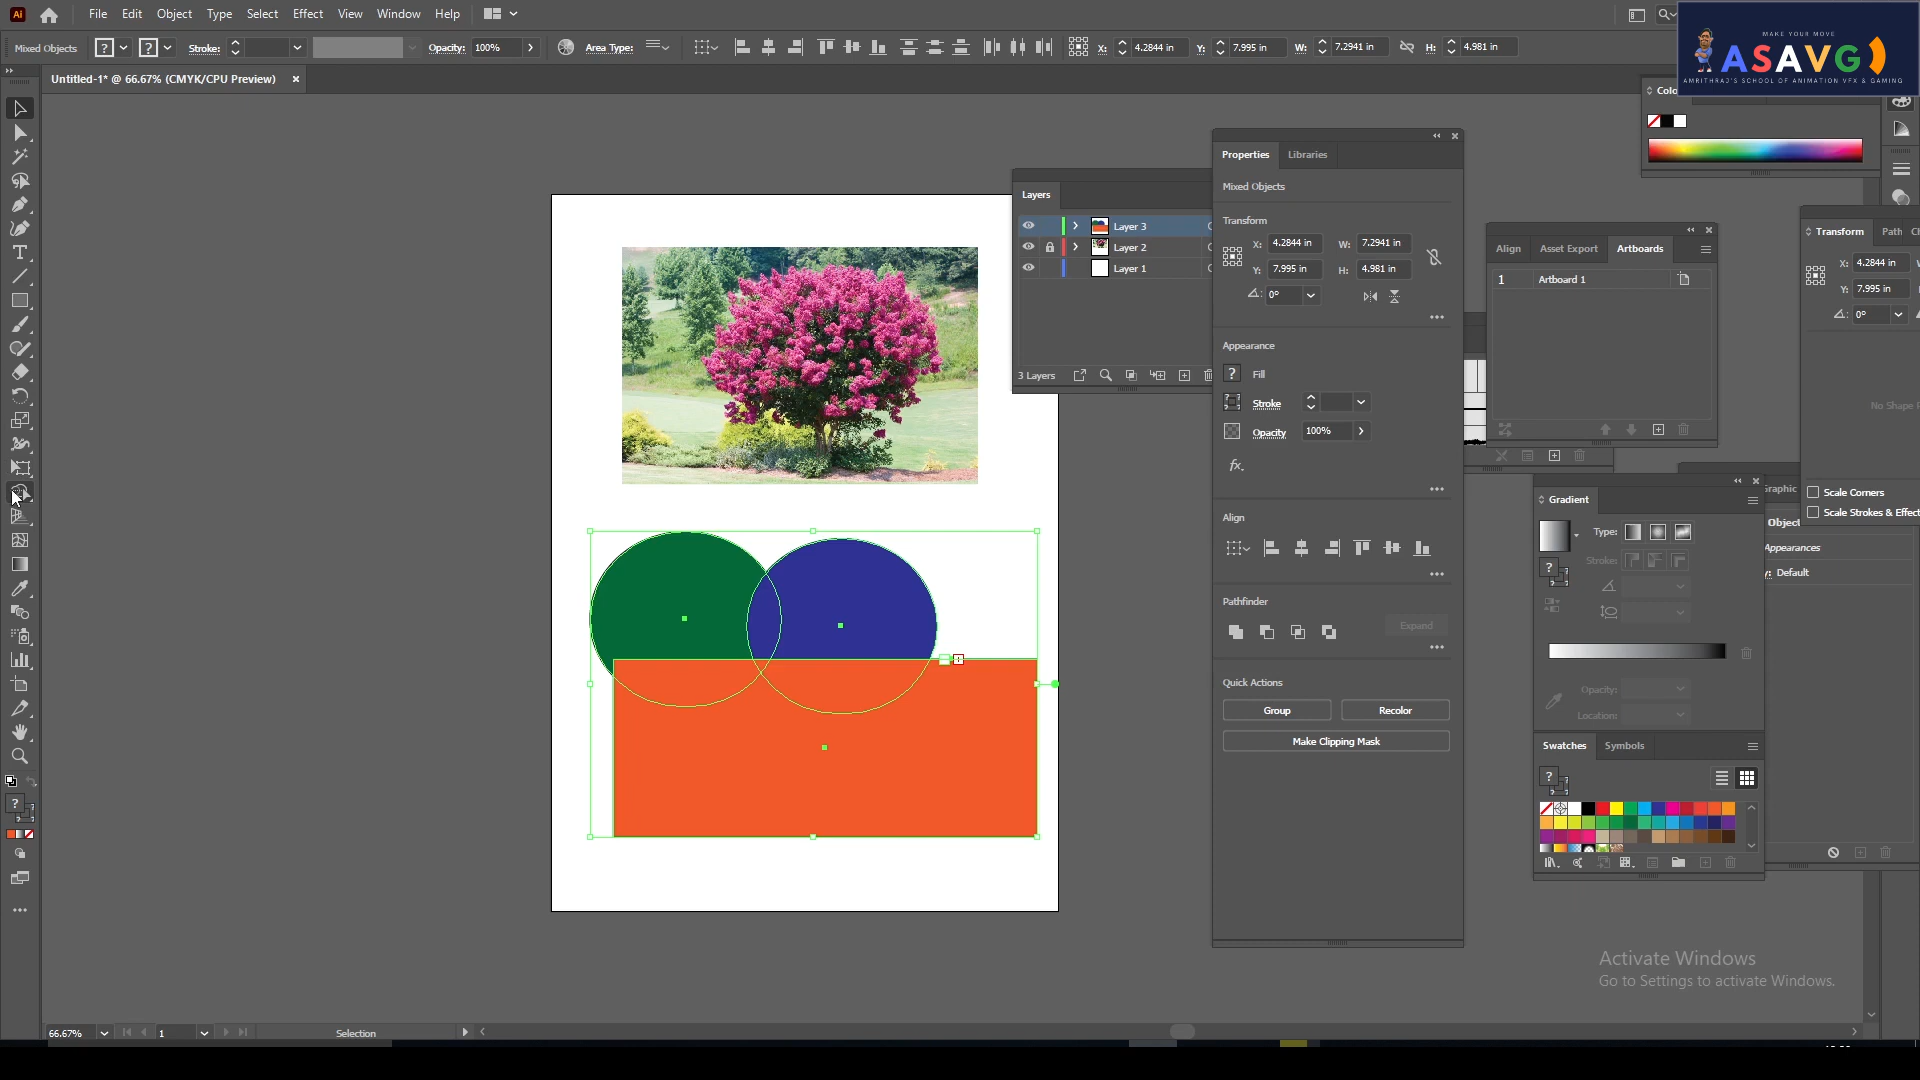 Ai File Edit Object Type Select Effect View Window Help
MAKE YOUR MOVE
ASAVG
AMRITHRAJ'S SCHOOL OF ANIMATION VFX & GAMING
Mixed Objects ? ? Stroke: Opacity: 100% Area Type: X: 4.2844 in Y: 7.995 in W: 7.2941 in H: 4.981 in
Untitled-1* @ 66.67% (CMYK/CPU Preview) ×
Colo
Properties Libraries
Mixed Objects
Transform
X: 4.2844 in W: 7.2941 in
Y: 7.995 in H: 4.981 in
0°
Appearance
? Fill
Stroke
Opacity 100%
fx.
Align
Pathfinder
Expand
Quick Actions
Group Recolor
Make Clipping Mask
Layers
Layer 3
Layer 2
Layer 1
3 Layers
Align Asset Export Artboards
1 Artboard 1
Transform Path
X: 4.2844 in
Y: 7.995 in
0°
No Shape
Scale Corners
Scale Strokes & Effect
Graphic
Object
Appearances
Default
Gradient
Type:
Stroke:
?
Opacity:
Location:
Swatches Symbols
?
Activate Windows
Go to Settings to activate Windows.
66.67% 1 Selection